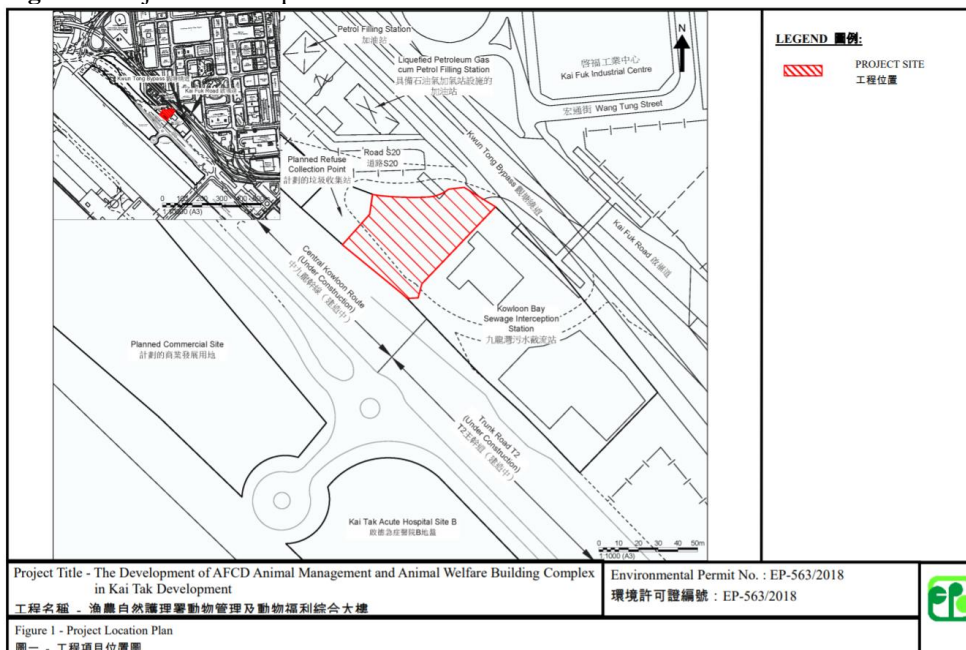 Kwun Tong Bypass 觀塘繞道
Kai Fuk Road 啟福道
1:10000 (A3)
Petrol Filling Station
加油站
Liquefied Petroleum Gas
cum Petrol Filling Station
具備石油氣加氣站設施的
加油站
N
啓福工業中心
Kai Fuk Industrial Centre
宏通街 Wang Tung Street
Road S20
道路S20
Planned Refuse
Collection Point
計劃的垃圾收集站
Kwun Tong Bypass 觀塘繞道
Kai Fuk Road 啟福道
Central Kowloon Route
(Under Construction)
中九龍幹線（建造中）
Kowloon Bay
Sewage Interception
Station
九龍灣污水截流站
Planned Commercial Site
計劃的商業發展用地
Trunk Road T2
(Under Construction)
T2主幹道（建造中）
Kai Tak Acute Hospital Site B
啟德急症醫院B地盤
0 10 20 30 40 50m
1:1000 (A3)
LEGEND 圖例:
PROJECT SITE
工程位置
Project Title - The Development of AFCD Animal Management and Animal Welfare Building Complex
in Kai Tak Development
工程名稱 - 漁農自然護理署動物管理及動物福利綜合大樓
Environmental Permit No. : EP-563/2018
環境許可證編號 : EP-563/2018
Figure 1 - Project Location Plan
圖一 - 工程項目位置圖